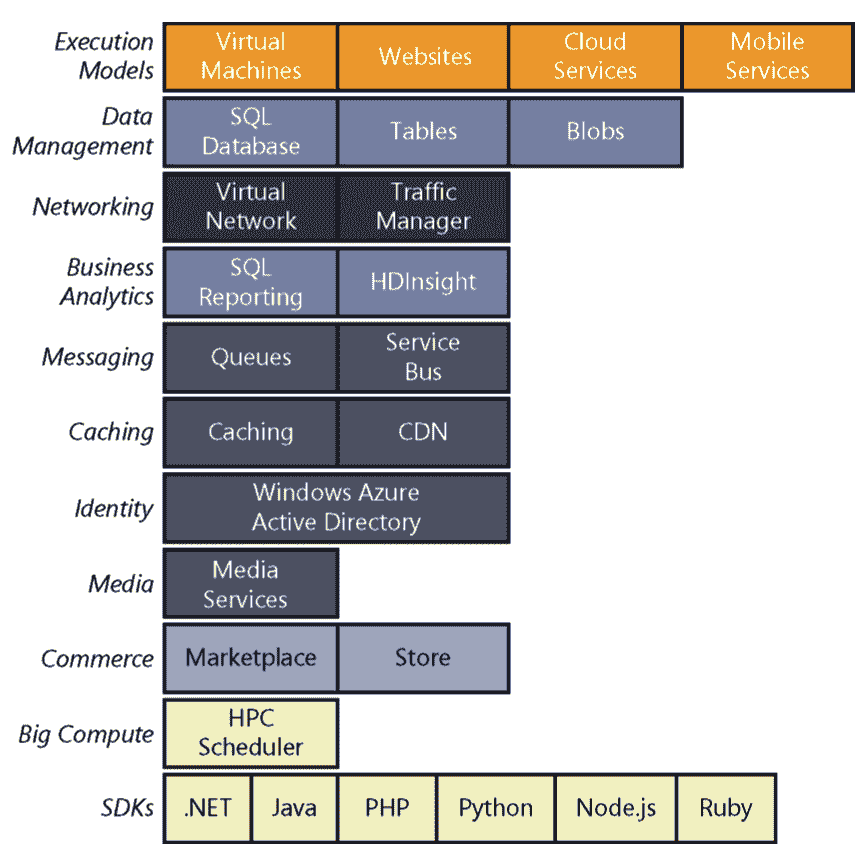 Execution
Models
Virtual
Machines
Websites
Cloud
Services
Mobile
Services
Data
Management
SQL
Database
Tables
Blobs
Networking
Virtual
Network
Traffic
Manager
Business
Analytics
SQL
Reporting
HDInsight
Messaging
Queues
Service
Bus
Caching
Caching
CDN
Identity
Windows Azure
Active Directory
Media
Media
Services
Commerce
Marketplace
Store
Big Compute
HPC
Scheduler
SDKs
.NET
Java
PHP
Python
Node.js
Ruby